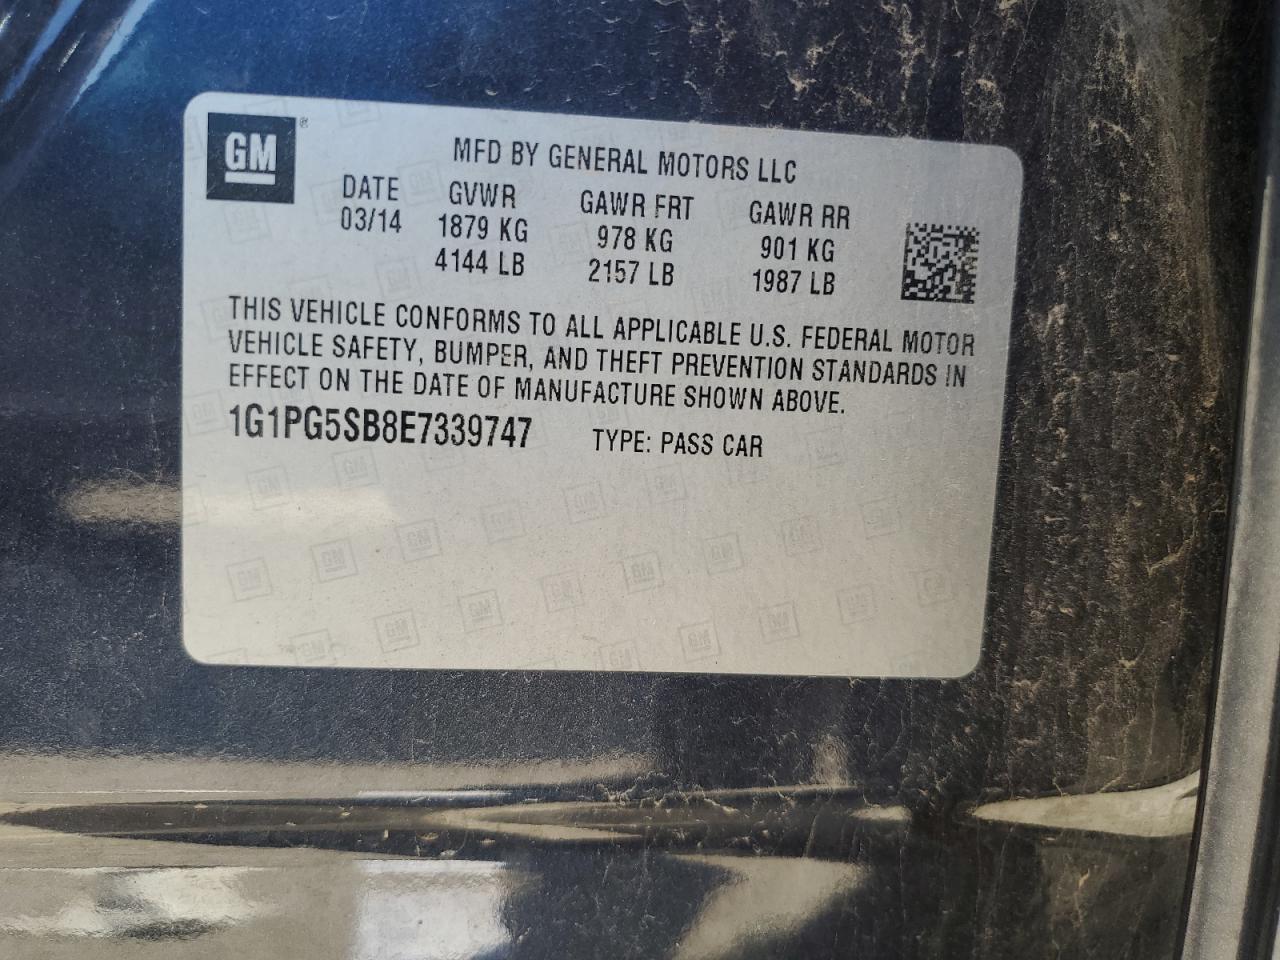 GM ®
MFD BY GENERAL MOTORS LLC
DATE GVWR GAWR FRT GAWR RR
03/14 1879 KG 978 KG 901 KG
4144 LB 2157 LB 1987 LB
THIS VEHICLE CONFORMS TO ALL APPLICABLE U.S. FEDERAL MOTOR
VEHICLE SAFETY, BUMPER, AND THEFT PREVENTION STANDARDS IN
EFFECT ON THE DATE OF MANUFACTURE SHOWN ABOVE.
1G1PG5SB8E7339747 TYPE: PASS CAR